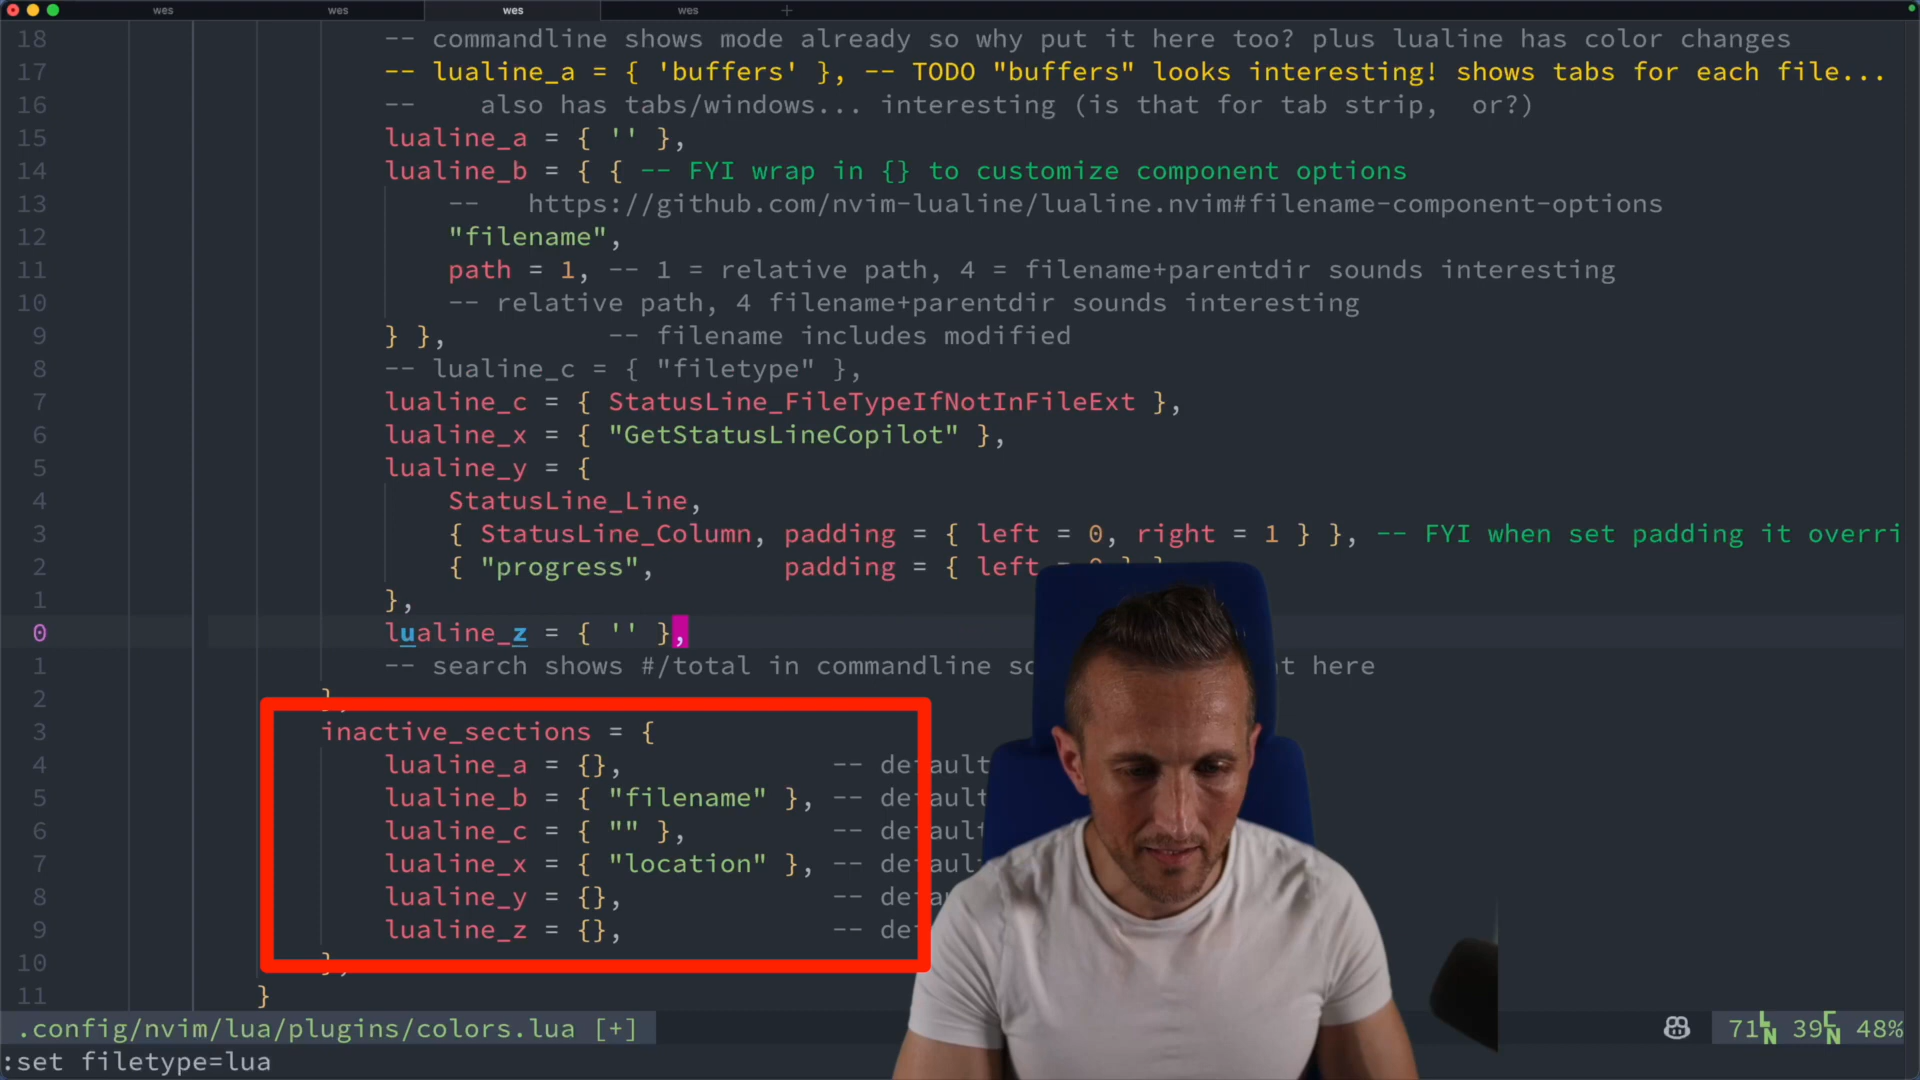 wes wes wes wes +
18 -- commandline shows mode already so why put it here too? plus lualine has color changes
17 -- lualine_a = { 'buffers' }, -- TODO "buffers" looks interesting! shows tabs for each file...
16 -- also has tabs/windows... interesting (is that for tab strip, or?)
15 lualine_a = { '' },
14 lualine_b = { { -- FYI wrap in {} to customize component options
13 -- https://github.com/nvim-lualine/lualine.nvim#filename-component-options
12 "filename",
11 path = 1, -- 1 = relative path, 4 = filename+parentdir sounds interesting
10 -- relative path, 4 filename+parentdir sounds interesting
9 } }, -- filename includes modified
8 -- lualine_c = { "filetype" },
7 lualine_c = { StatusLine_FileTypeIfNotInFileExt },
6 lualine_x = { "GetStatusLineCopilot" },
5 lualine_y = {
4 StatusLine_Line,
3 { StatusLine_Column, padding = { left = 0, right = 1 } }, -- FYI when set padding it overri
2 { "progress", padding = { left
1 },
0 lualine_z = { '' },
1 -- search shows #/total in commandline here
2 },
3 inactive_sections = {
4 lualine_a = {}, -- default
5 lualine_b = { "filename" }, -- default
6 lualine_c = { "" }, -- default
7 lualine_x = { "location" }, --
8 lualine_y = {}, --
9 lualine_z = {}, --
10 },
11 }
.config/nvim/lua/plugins/colors.lua [+] 71LN 39CN 48%
:set filetype=lua